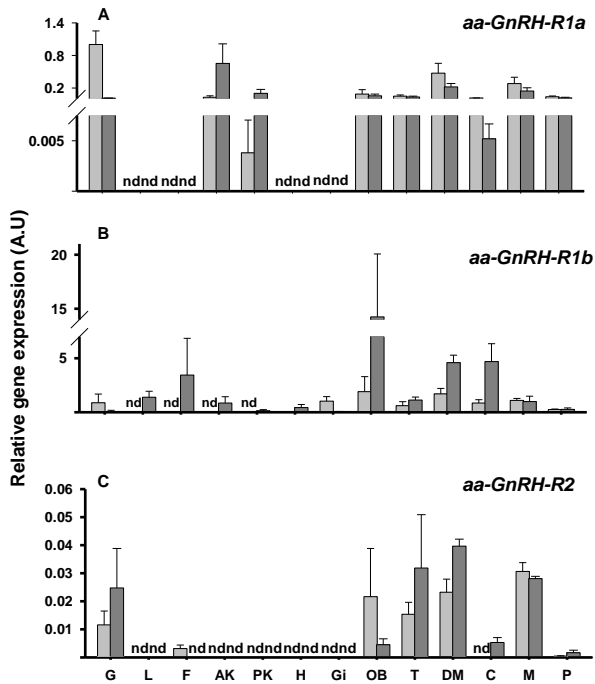 A
aa-GnRH-R1a
1.4
0.8
0.2
0.005
ndnd ndnd ndnd ndnd
Relative gene expression (A.U)
B
aa-GnRH-R1b
20
15
5
nd nd nd nd
C
aa-GnRH-R2
0.06
0.05
0.04
0.03
0.02
0.01
ndnd nd ndnd ndnd ndnd ndnd nd
G L F AK PK H Gi OB T DM C M P